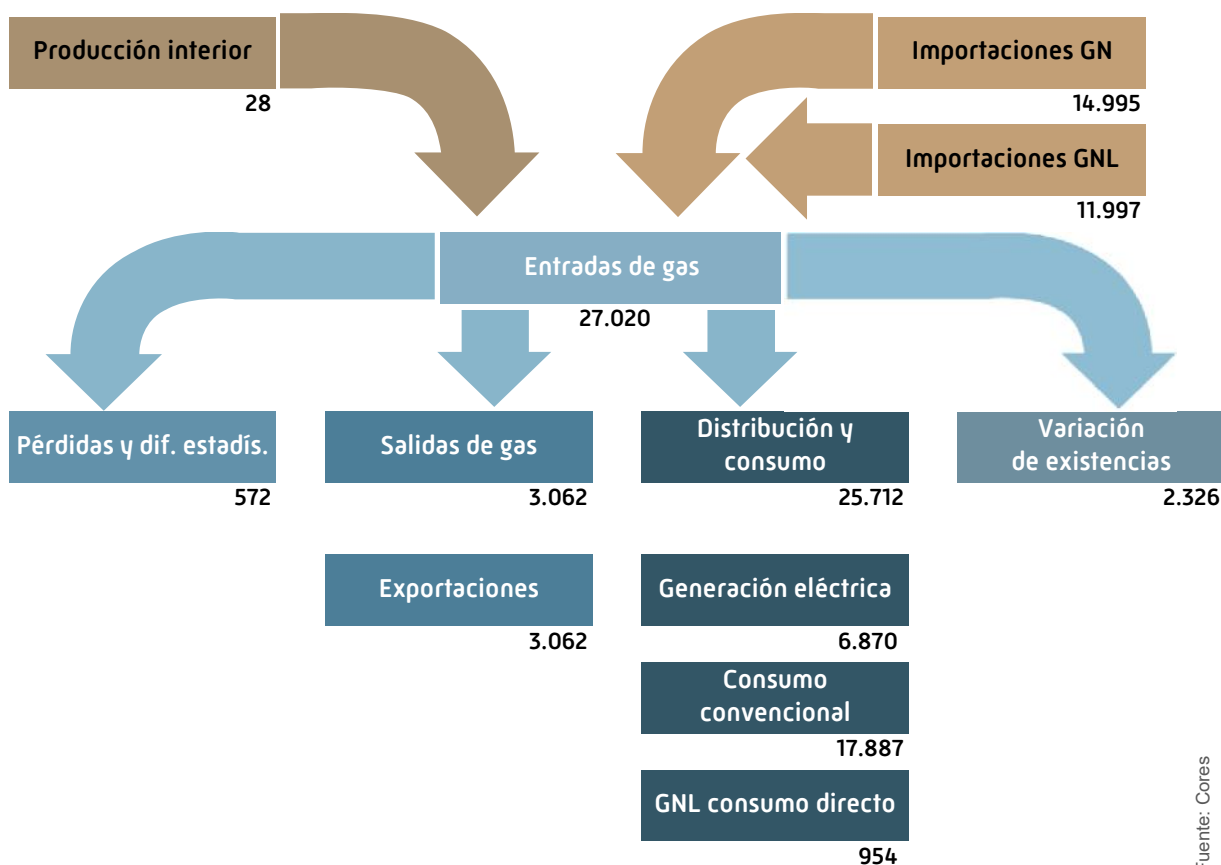 Producción interior
28
Importaciones GN
14.995
Importaciones GNL
11.997
Entradas de gas
27.020
Pérdidas y dif. estadís.
572
Salidas de gas
3.062
Distribución y
consumo
25.712
Variación
de existencias
2.326
Exportaciones
3.062
Generación eléctrica
6.870
Consumo
convencional
17.887
GNL consumo directo
954
Fuente: Cores